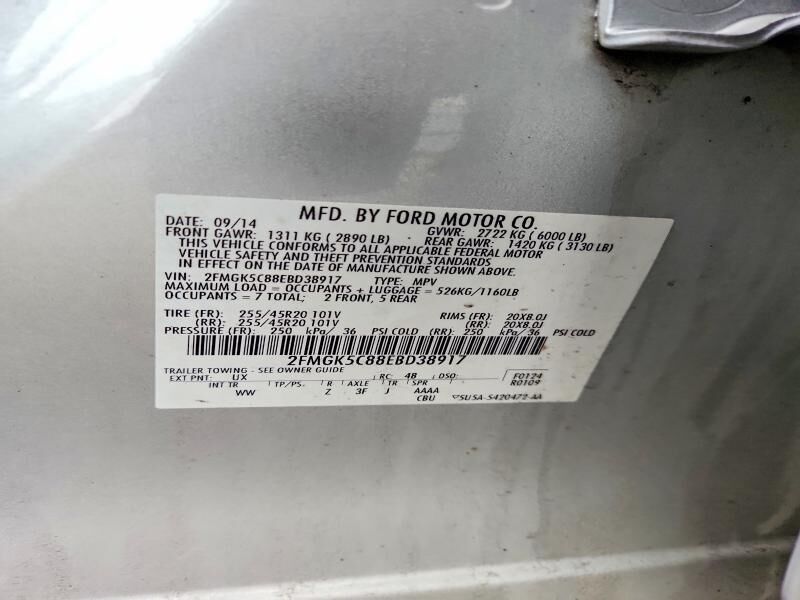 MFD. BY FORD MOTOR CO.
DATE: 09/14 GVWR: 2722 KG ( 6000 LB)
FRONT GAWR: 1311 KG ( 2890 LB) REAR GAWR: 1420 KG ( 3130 LB)
THIS VEHICLE CONFORMS TO ALL APPLICABLE FEDERAL MOTOR
VEHICLE SAFETY AND THEFT PREVENTION STANDARDS
IN EFFECT ON THE DATE OF MANUFACTURE SHOWN ABOVE.
VIN: 2FMGK5C88EBD38917 TYPE: MPV
MAXIMUM LOAD = OCCUPANTS + LUGGAGE = 526KG/1160LB
OCCUPANTS = 7 TOTAL; 2 FRONT, 5 REAR
TIRE (FR): 255/45R20 101V RIMS (FR): 20X8.0J
(RR): 255/45R20 101V (RR): 20X8.0J
PRESSURE (FR): 250 kPa/ 36 PSI COLD (RR): 250 kPa/ 36 PSI COLD
2FMGK5C88EBD38917
TRAILER TOWING - SEE OWNER GUIDE F0124
EXT PNT: UX RC: 48 DSO: R0109
INT TR TP/PS R AXLE TR SPR
WW Z 3F J AAAA
CBU ▽5USA-5420472-AA